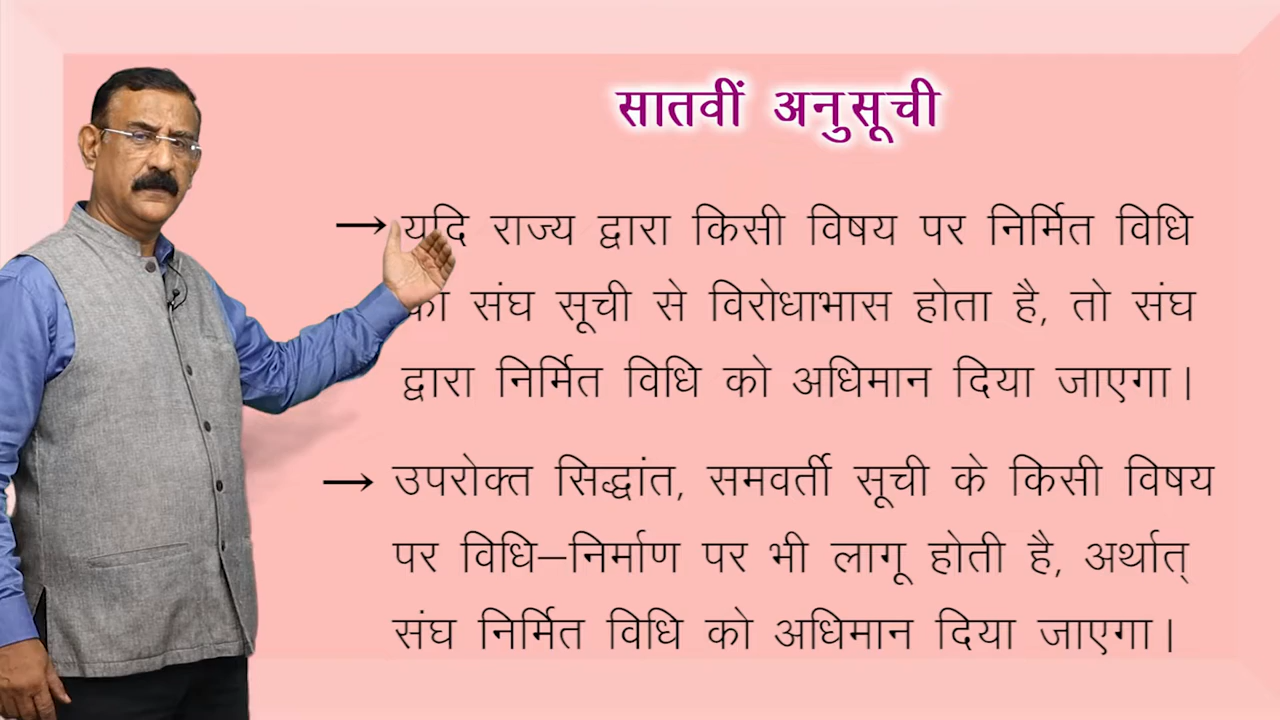 सातवीं अनुसूची
→ यदि राज्य द्वारा किसी विषय पर निर्मित विधि
का संघ सूची से विरोधाभास होता है, तो संघ
द्वारा निर्मित विधि को अधिमान दिया जाएगा।
→ उपरोक्त सिद्धांत, समवर्ती सूची के किसी विषय
पर विधि–निर्माण पर भी लागू होती है, अर्थात्
संघ निर्मित विधि को अधिमान दिया जाएगा।